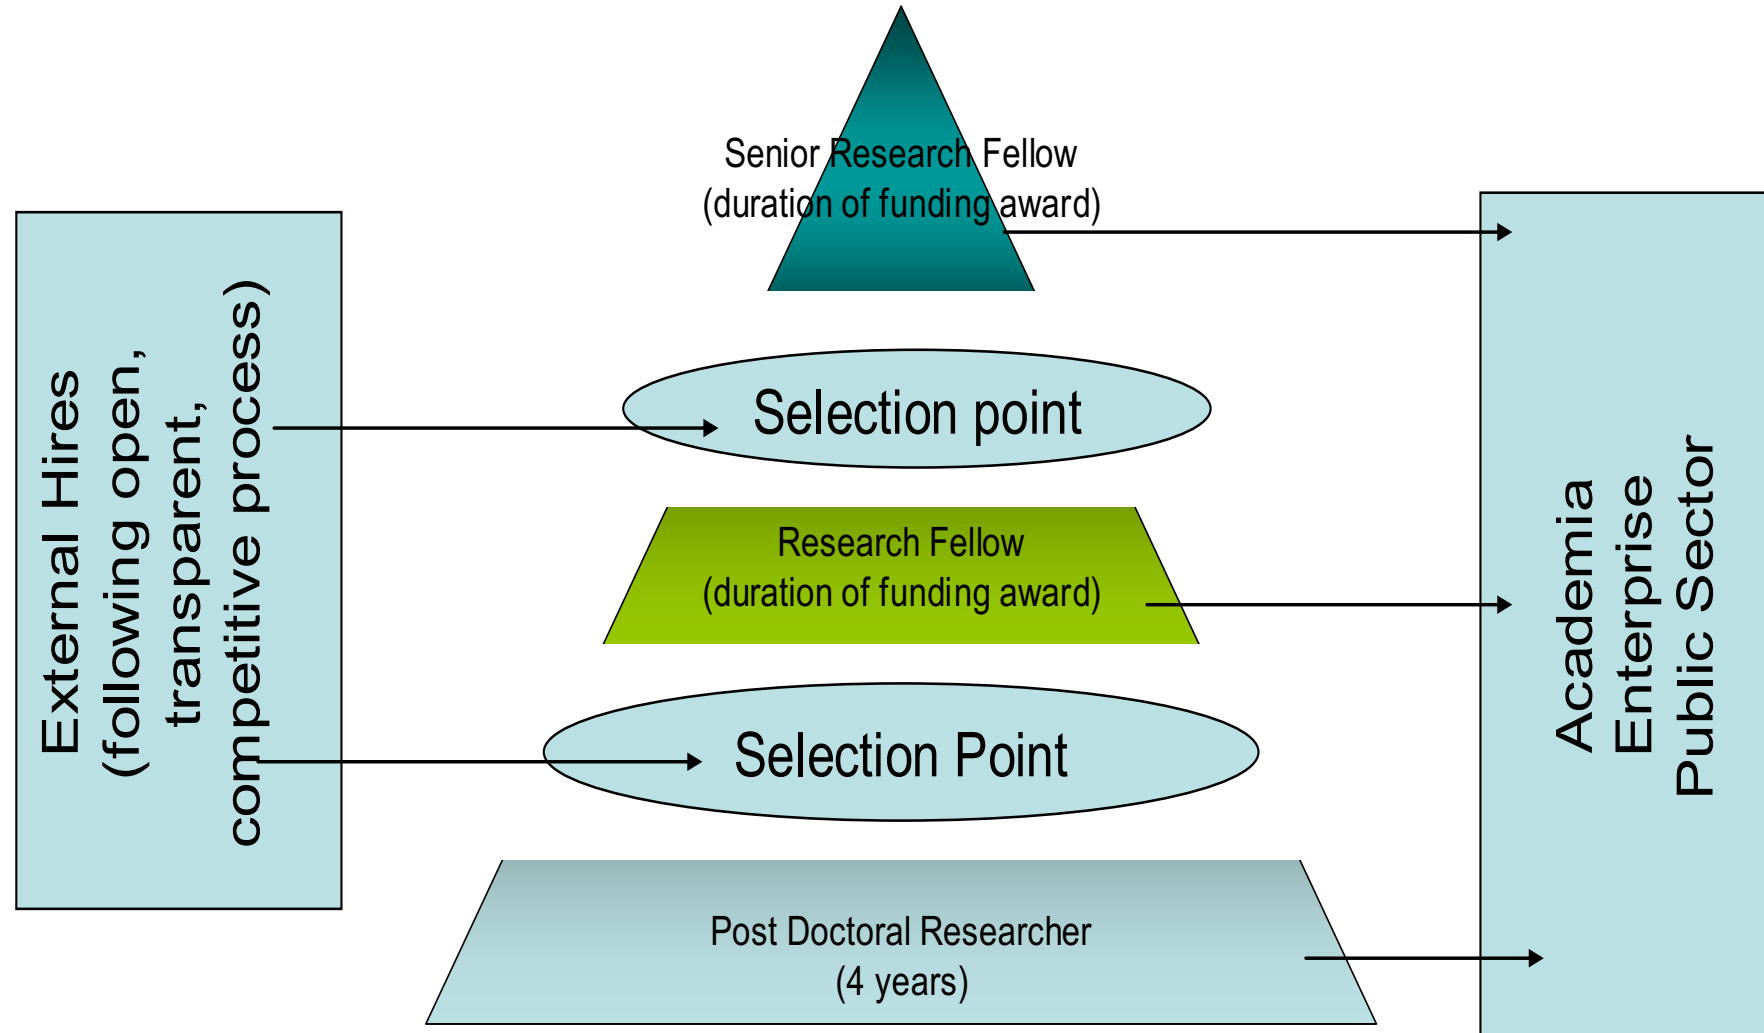 Senior Research Fellow
(duration of funding award)
External Hires
(following open,
transparent,
competitive process)
Selection point
Research Fellow
(duration of funding award)
Selection Point
Post Doctoral Researcher
(4 years)
Academia
Enterprise
Public Sector